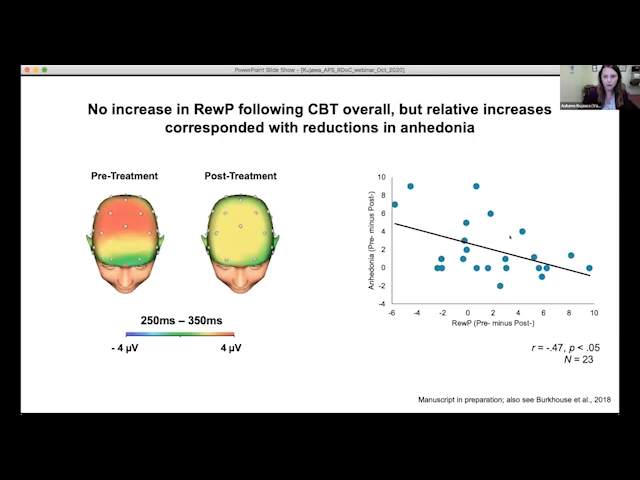 PowerPoint Slide Show - [Kujawa_APS_RDoC_webinar_Oct_2020]
Autumn Kujawa (Va...
No increase in RewP following CBT overall, but relative increases
corresponded with reductions in anhedonia
Pre-Treatment
Post-Treatment
250ms – 350ms
- 4 µV
4 µV
Anhedonia (Pre- minus Post-)
10
8
6
4
2
0
-2
-4
-6
-4
-2
0
2
4
6
8
10
RewP (Pre- minus Post-)
r = -.47, p < .05
N = 23
Manuscript in preparation; also see Burkhouse et al., 2018